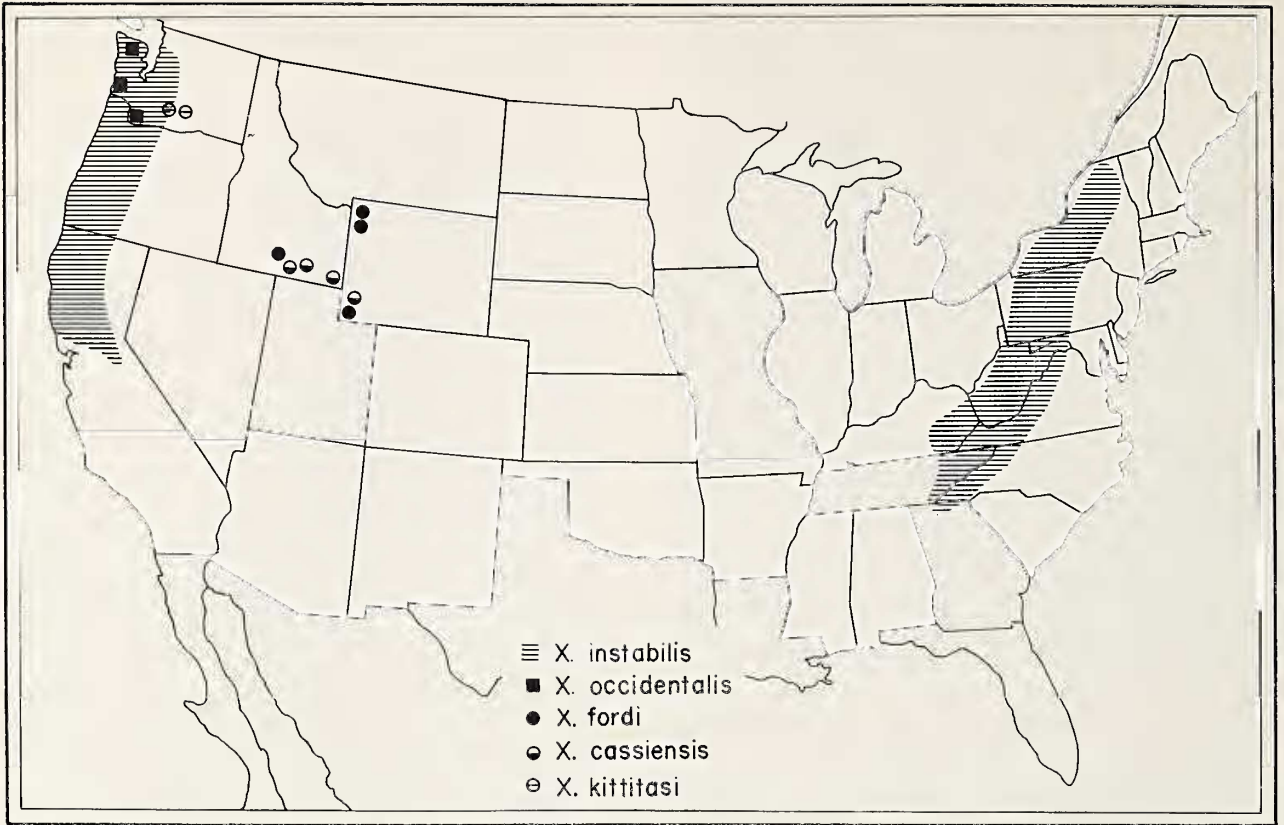 X. instabilis
X. occidentalis
X. fordi
X. cassiensis
X. kittitasi